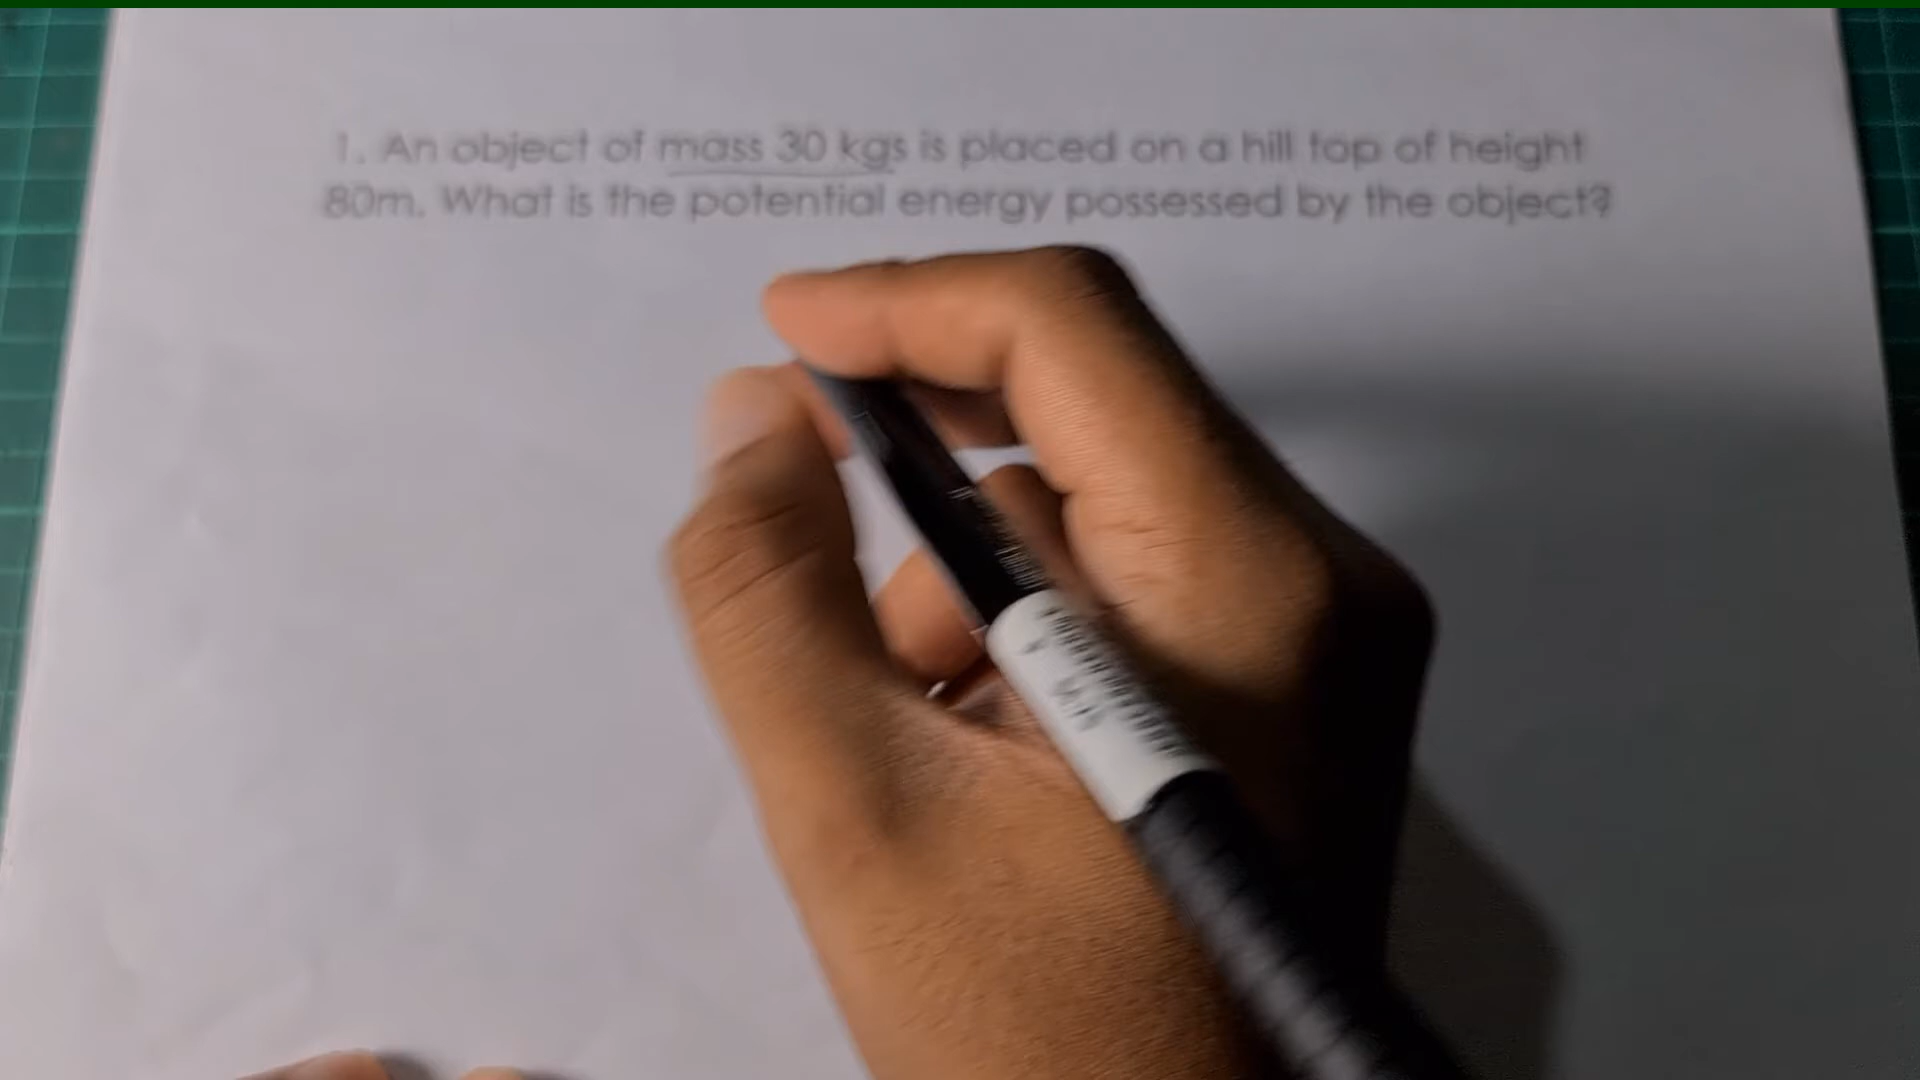 1. An object of mass 30 kgs is placed on a hill top of height
80m. What is the potential energy possessed by the object?